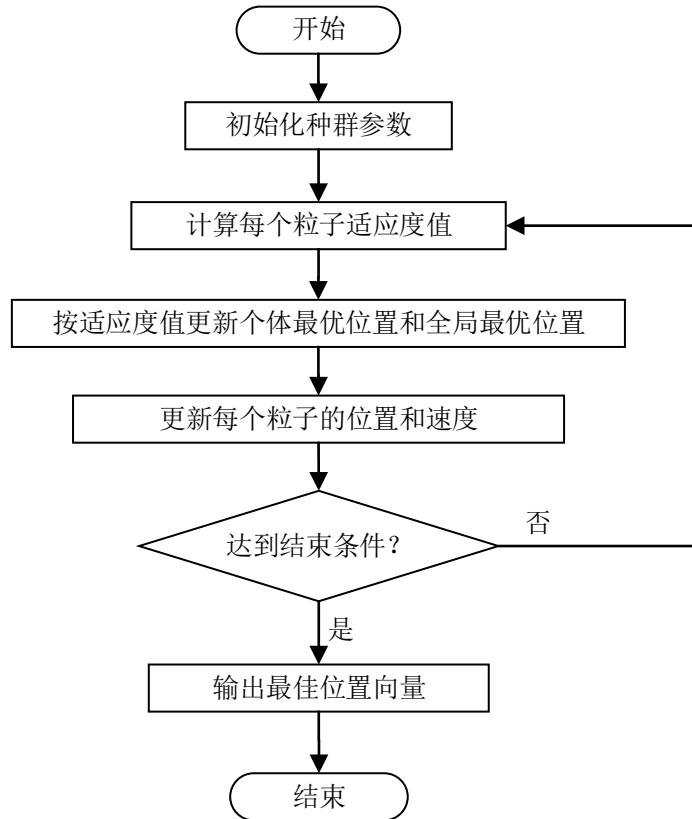 开始
初始化种群参数
计算每个粒子适应度值
按适应度值更新个体最优位置和全局最优位置
更新每个粒子的位置和速度
达到结束条件？
否
是
输出最佳位置向量
结束